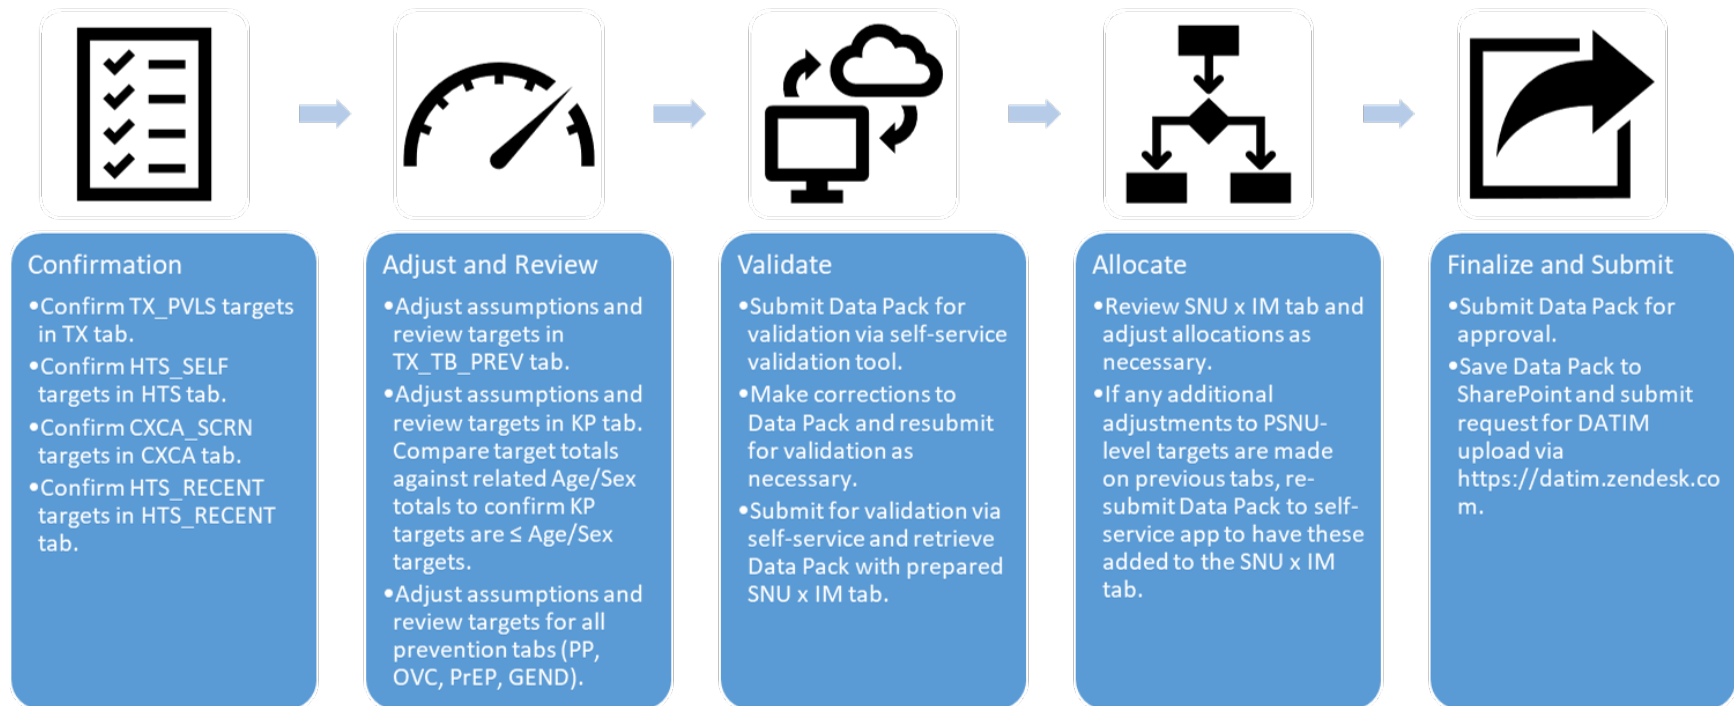 Confirmation
•Confirm TX_PVLS targets
in TX tab.
•Confirm HTS_SELF
targets in HTS tab.
•Confirm CXCA_SCRN
targets in CXCA tab.
•Confirm HTS_RECENT
targets in HTS_RECENT
tab.
Adjust and Review
•Adjust assumptions and
review targets in
TX_TB_PREV tab.
•Adjust assumptions and
review targets in KP tab.
Compare target totals
against related Age/Sex
totals to confirm KP
targets are ≤ Age/Sex
targets.
•Adjust assumptions and
review targets for all
prevention tabs (PP,
OVC, PrEP, GEND).
Validate
•Submit Data Pack for
validation via self-service
validation tool.
•Make corrections to
Data Pack and resubmit
for validation as
necessary.
•Submit for validation via
self-service and retrieve
Data Pack with prepared
SNU x IM tab.
Allocate
•Review SNU x IM tab and
adjust allocations as
necessary.
•If any additional
adjustments to PSNU-
level targets are made
on previous tabs, re-
submit Data Pack to self-
service app to have these
added to the SNU x IM
tab.
Finalize and Submit
•Submit Data Pack for
approval.
•Save Data Pack to
SharePoint and submit
request for DATIM
upload via
https://datim.zendesk.co
m.